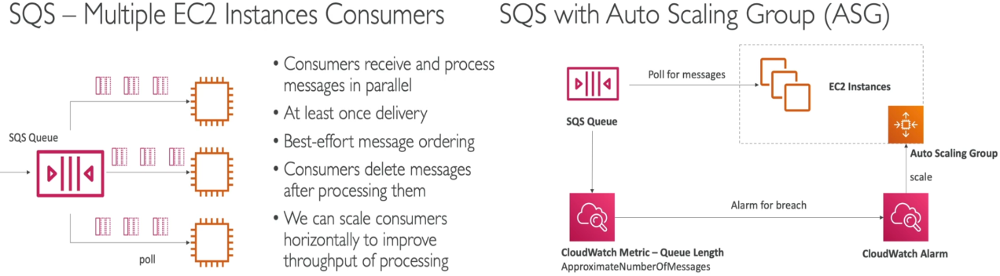 SQS – Multiple EC2 Instances Consumers
SQS Queue
poll
• Consumers receive and process
messages in parallel
• At least once delivery
• Best-effort message ordering
• Consumers delete messages
after processing them
• We can scale consumers
horizontally to improve
throughput of processing
SQS with Auto Scaling Group (ASG)
Poll for messages
EC2 Instances
SQS Queue
Auto Scaling Group
scale
Alarm for breach
CloudWatch Metric – Queue Length
ApproximateNumberOfMessages
CloudWatch Alarm